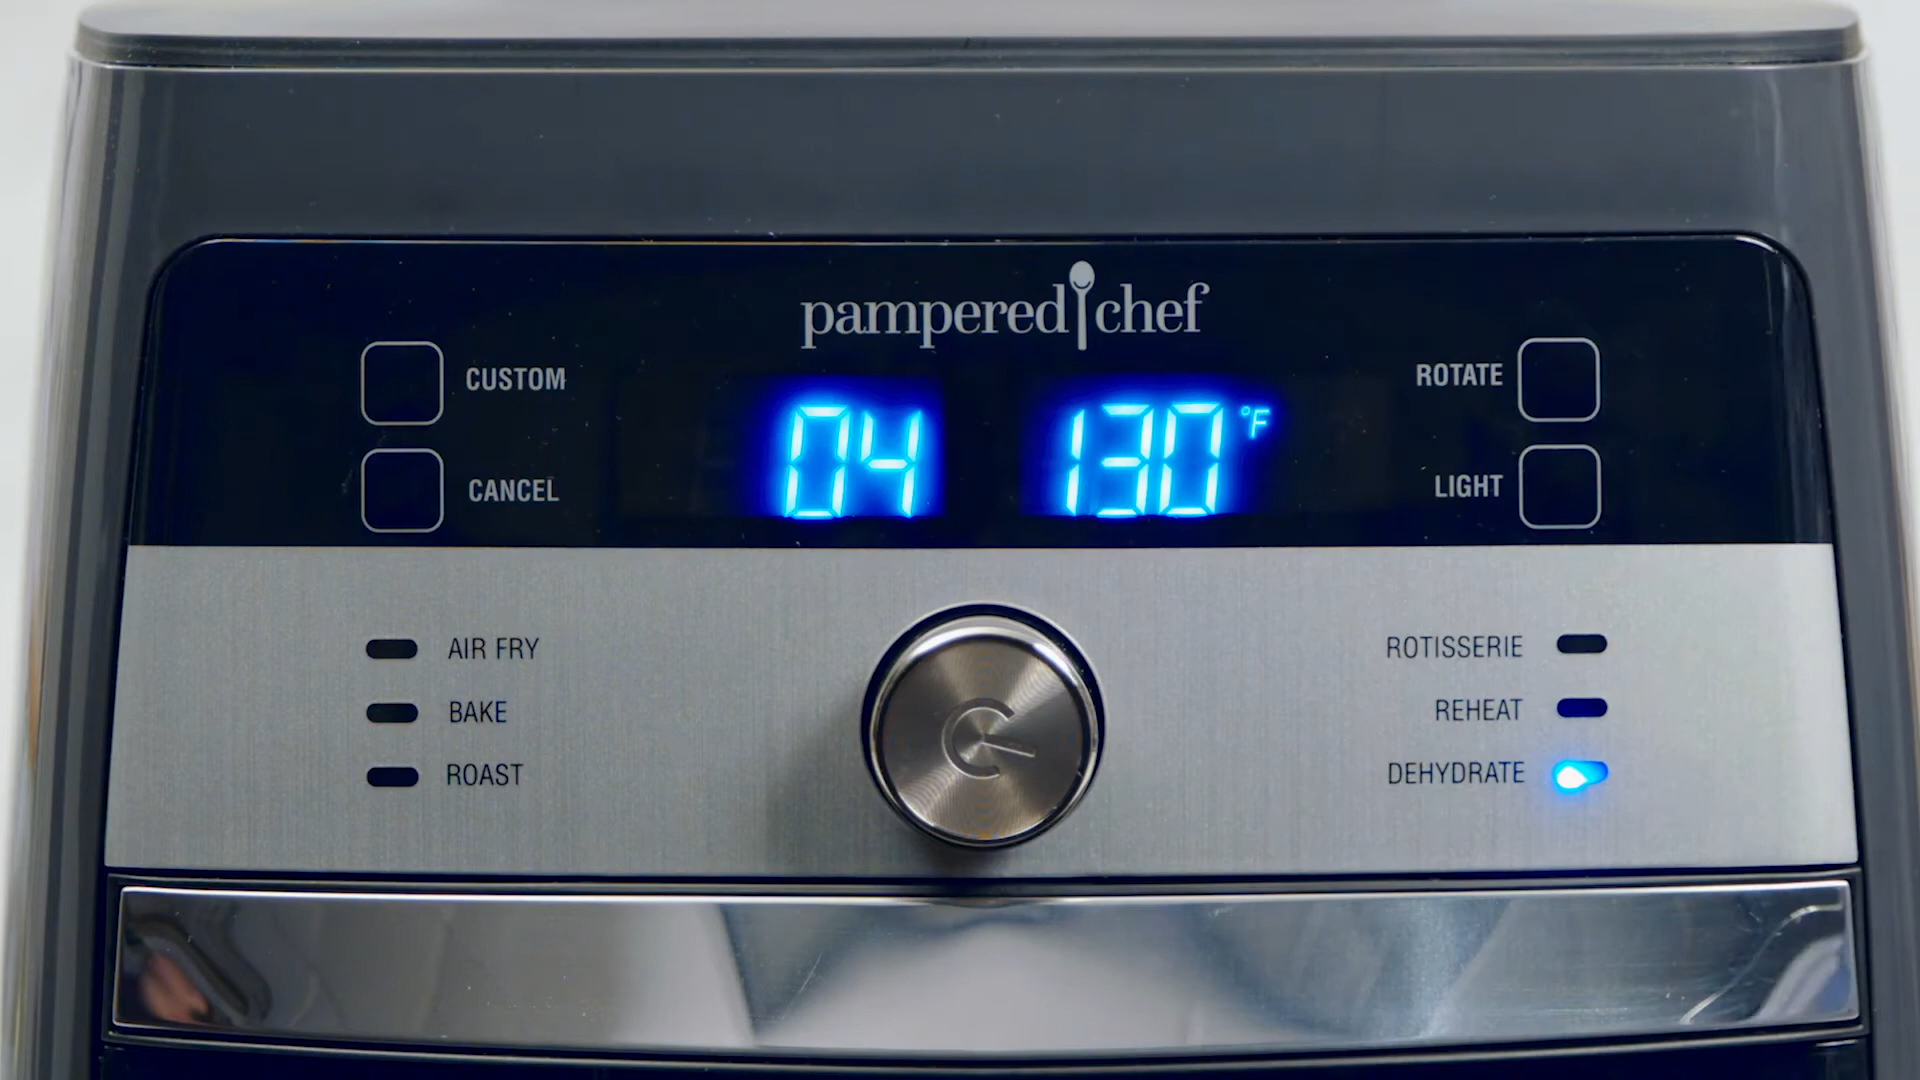 pampered chef
CUSTOM
04 130 °F
ROTATE
CANCEL
LIGHT
AIR FRY
BAKE
ROAST
ROTISSERIE
REHEAT
DEHYDRATE